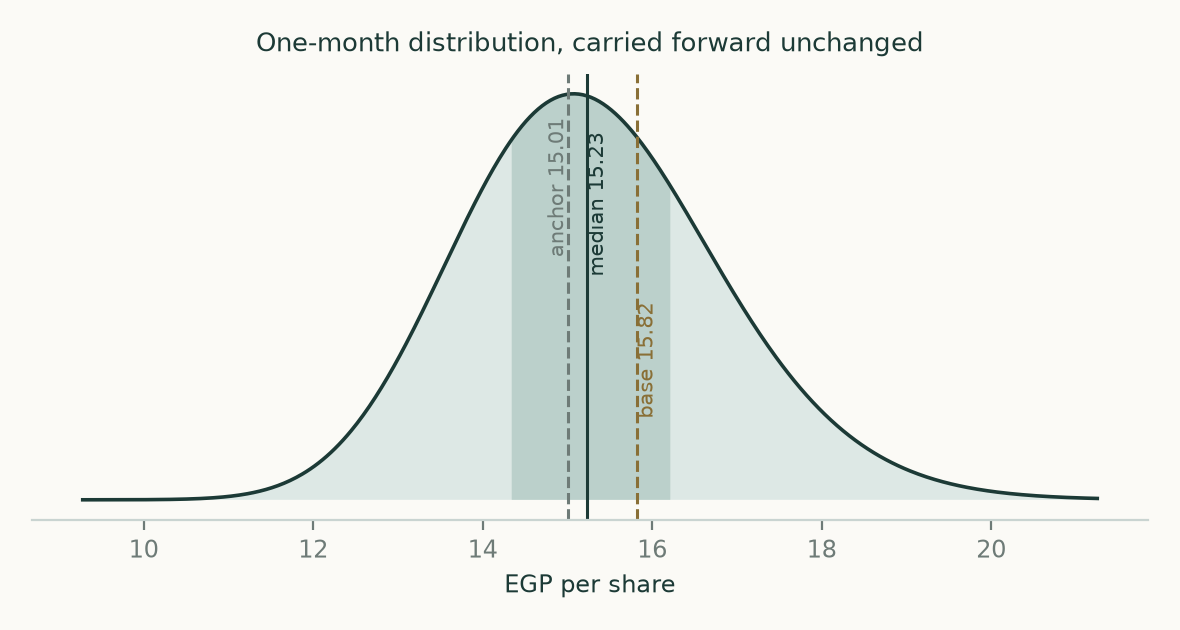 One-month distribution, carried forward unchanged
anchor 15.01
median 15.23
base 15.82
10 12 14 16 18 20
EGP per share